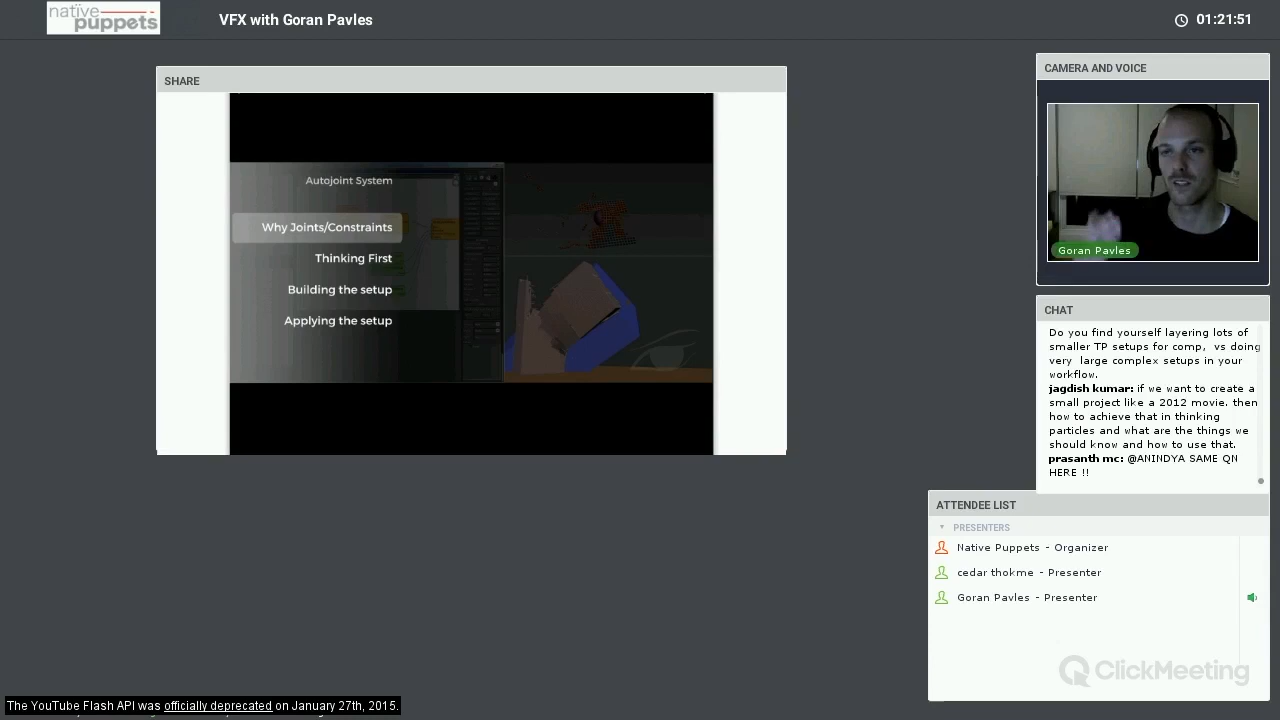 native
puppets
VFX with Goran Pavles
01:21:51
SHARE
Autojoint System
Why Joints/Constraints
Thinking First
Building the setup
Applying the setup
CAMERA AND VOICE
Goran Pavles
CHAT
Do you find yourself layering lots of
smaller TP setups for comp, vs doing
very large complex setups in your
workflow.
jagdish kumar: if we want to create a
small project like a 2012 movie. then
how to achieve that in thinking
particles and what are the things we
should know and how to use that.
prasanth mc: @ANINDYA SAME QN
HERE !!
ATTENDEE LIST
PRESENTERS
Native Puppets - Organizer
cedar thokme - Presenter
Goran Pavles - Presenter
ClickMeeting
The YouTube Flash API was officially deprecated on January 27th, 2015.